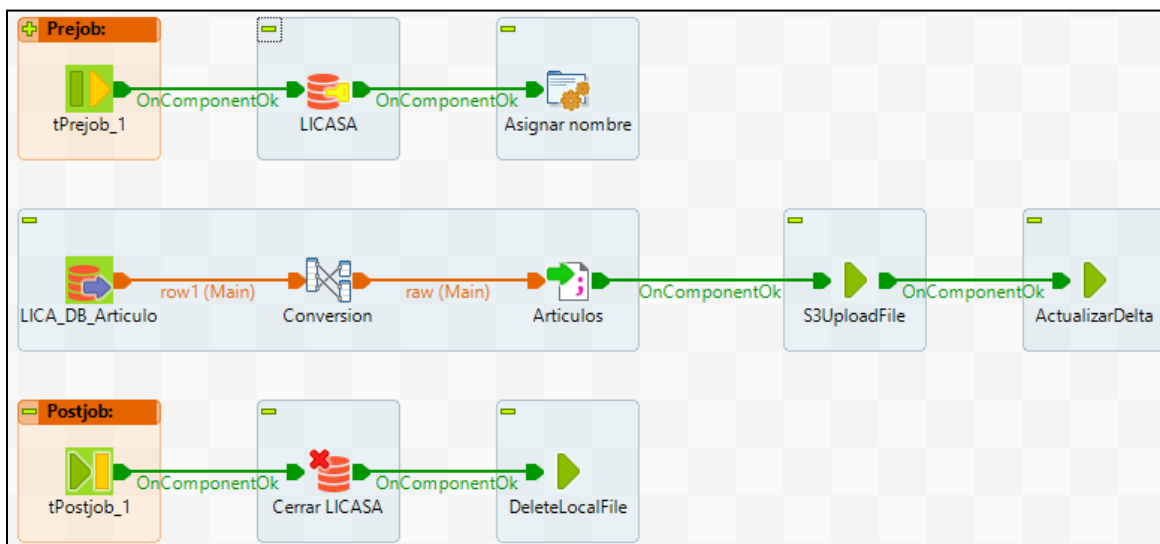 Prejob:
OnComponentOk
OnComponentOk
tPrejob_1
LICASA
Asignar nombre
row1 (Main)
raw (Main)
OnComponentOk
OnComponentOk
LICA_DB_Articulo
Conversion
Articulos
S3UploadFile
ActualizarDelta
Postjob:
OnComponentOk
OnComponentOk
tPostjob_1
Cerrar LICASA
DeleteLocalFile